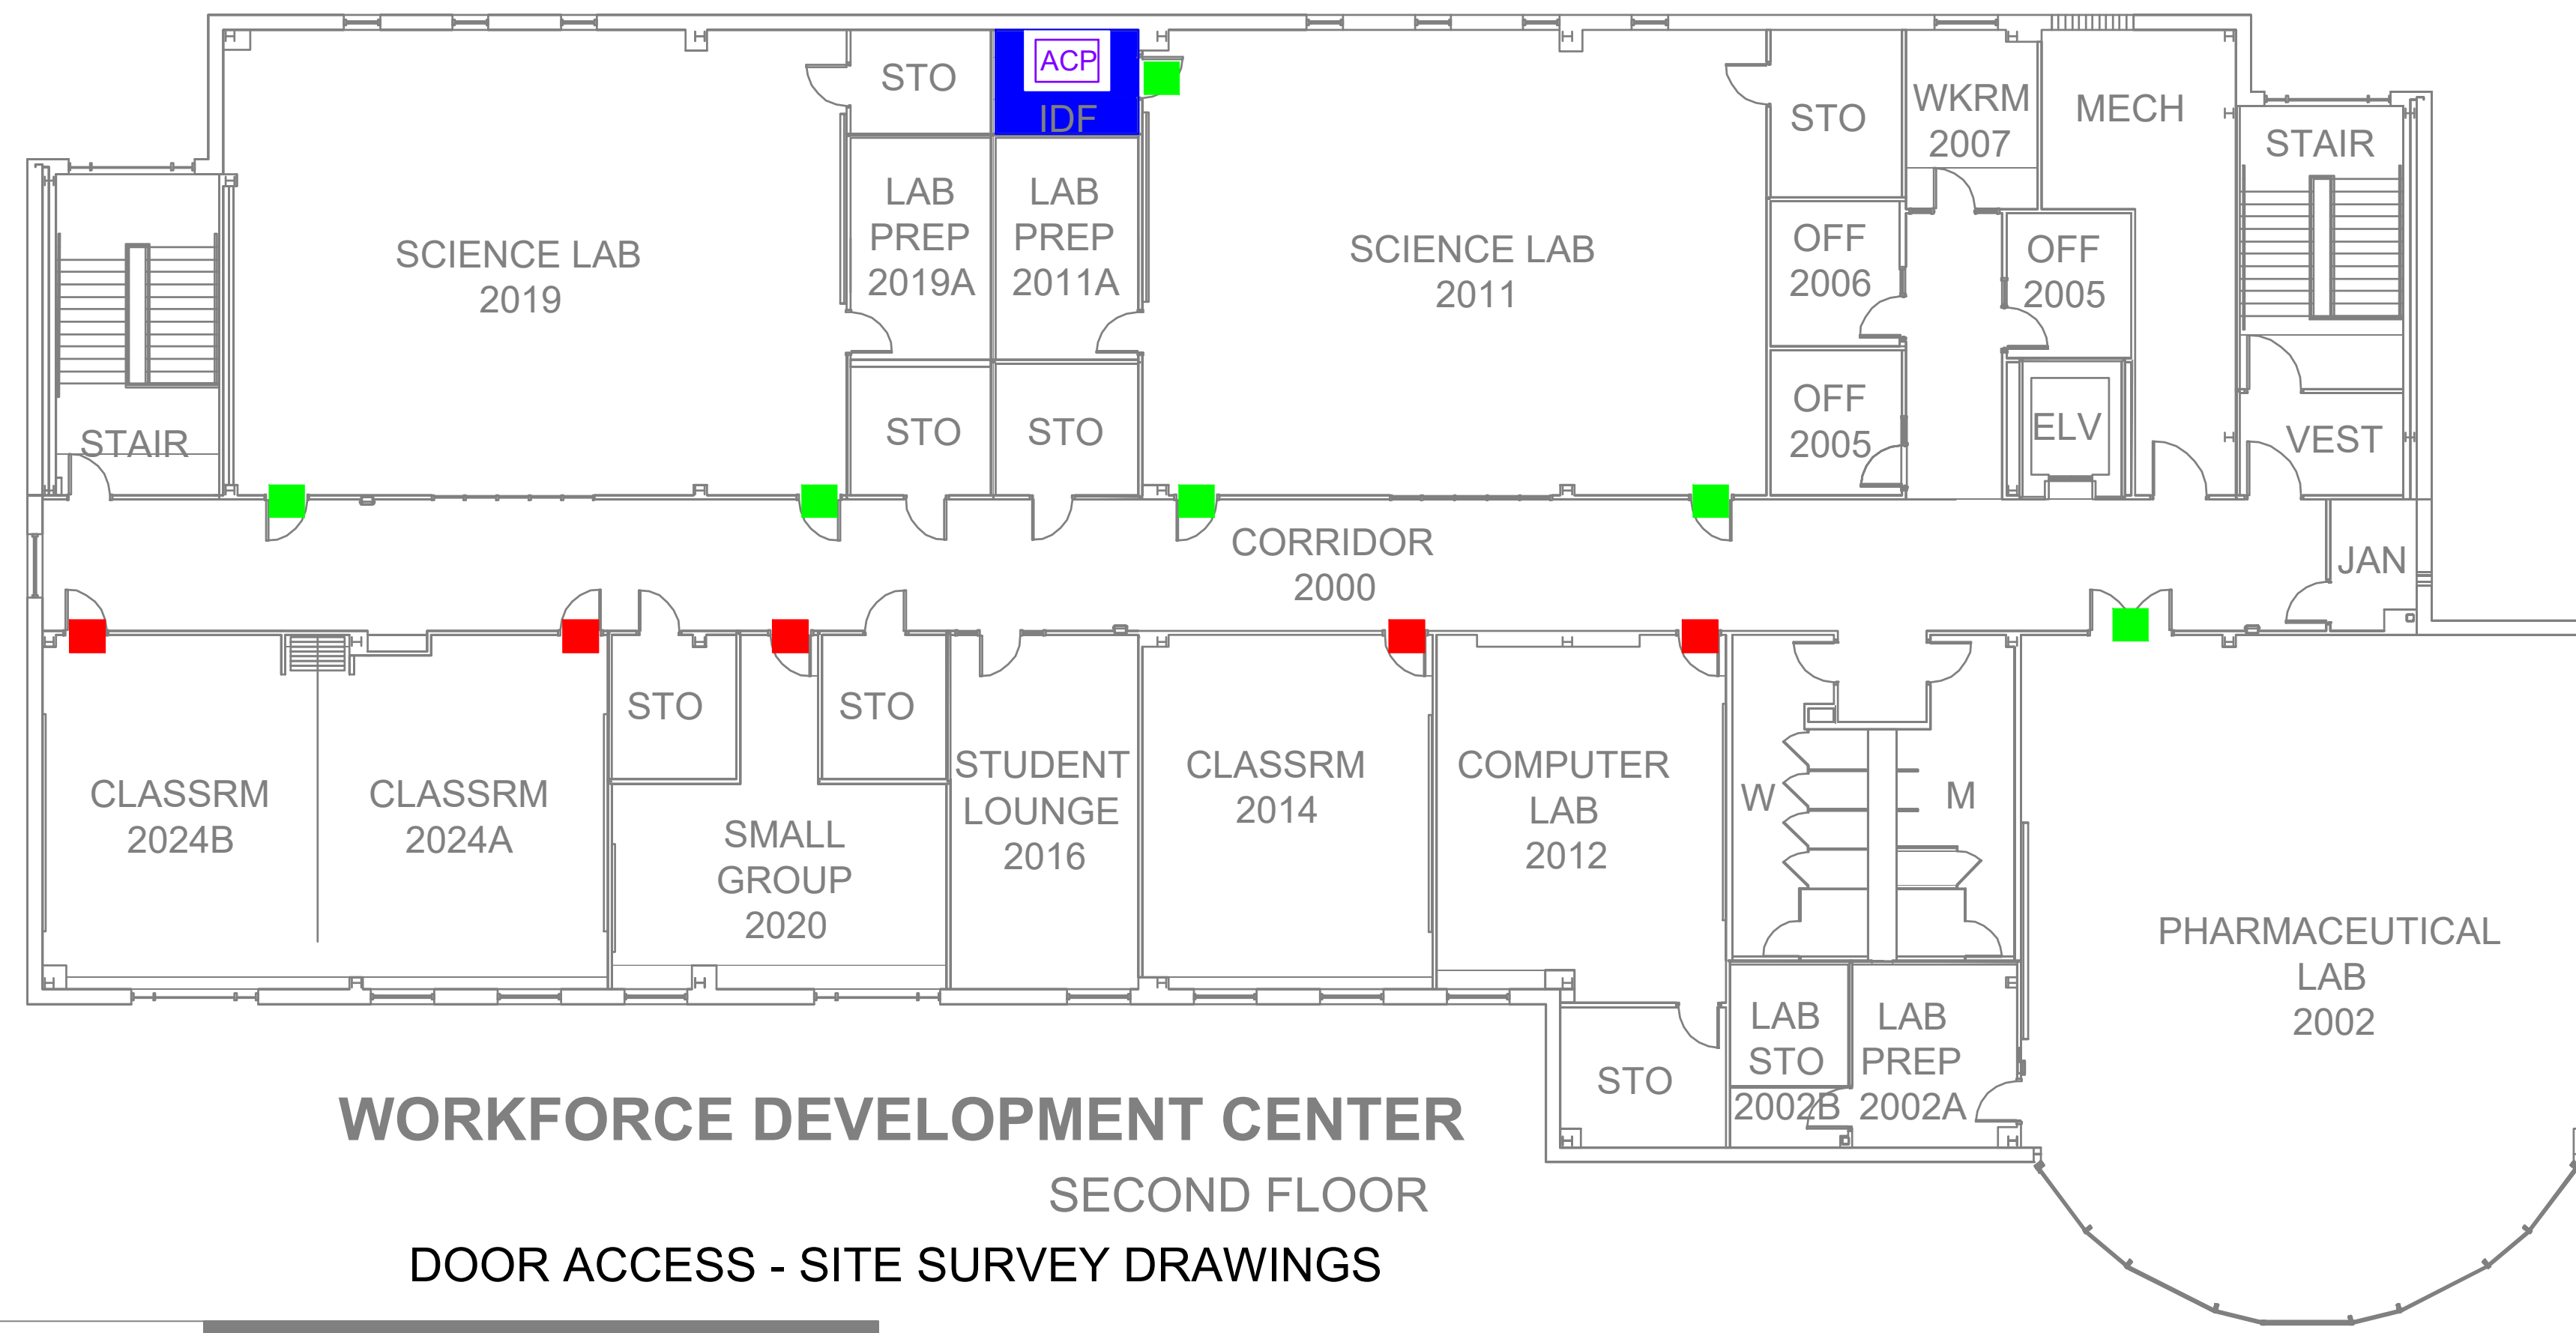 STO
ACP
IDF
STO
WKRM
2007
MECH
STAIR
LAB
PREP
2019A
LAB
PREP
2011A
SCIENCE LAB
2019
SCIENCE LAB
2011
OFF
2006
OFF
2005
STAIR
STO
STO
OFF
2005
ELV
VEST
CORRIDOR
2000
JAN
STO
STO
CLASSRM
2024B
CLASSRM
2024A
SMALL
GROUP
2020
STUDENT
LOUNGE
2016
CLASSRM
2014
COMPUTER
LAB
2012
W
M
PHARMACEUTICAL
LAB
2002
STO
LAB
STO
2002B
LAB
PREP
2002A
WORKFORCE DEVELOPMENT CENTER
SECOND FLOOR
DOOR ACCESS - SITE SURVEY DRAWINGS